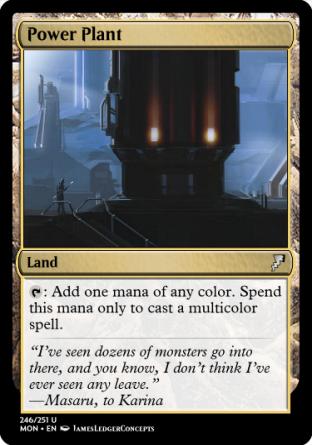 Power Plant
Land
: Add one mana of any color. Spend
this mana only to cast a multicolor
spell.
“I’ve seen dozens of monsters go into
there, and you know, I don’t think I’ve
ever seen any leave.”
—Masaru, to Karina
246/251 U
MON • EN JamesLedgerConcepts